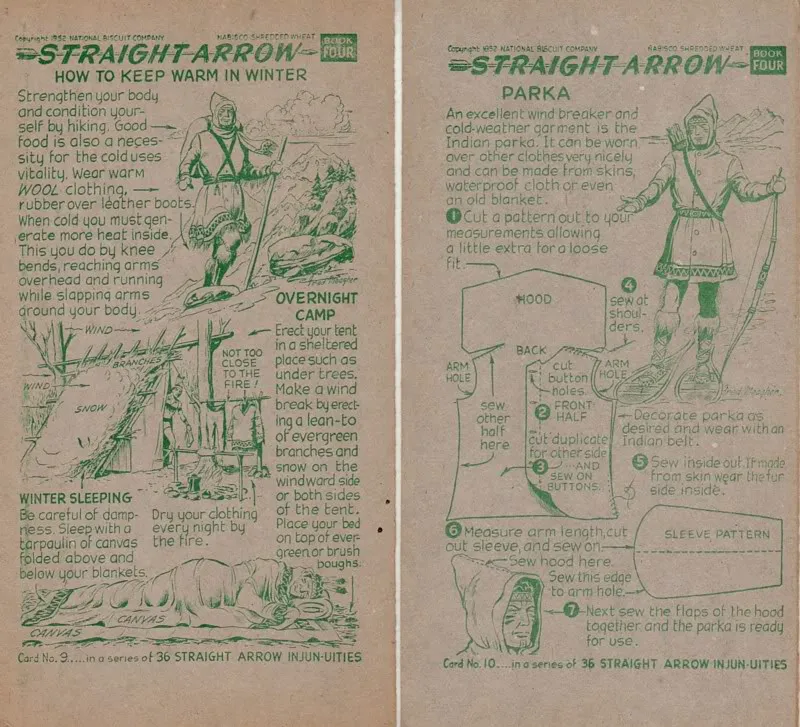 Copyright 1952 NATIONAL BISCUIT COMPANY NABISCO SHREDDED WHEAT
STRAIGHT ARROW
BOOK
FOUR
HOW TO KEEP WARM IN WINTER
Strengthen your body
and condition your-
self by hiking. Good
food is also a neces-
sity for the cold uses
vitality. Wear warm
WOOL clothing,
rubber over leather boots.
When cold you must gen-
erate more heat inside.
This you do by knee
bends, reaching arms
overhead and running
while slapping arms
around your body.
Fred Meagher
OVERNIGHT
CAMP
Erect your tent
in a sheltered
place such as
under trees.
Make a wind
break by erect-
ing a lean-to
of evergreen
branches and
snow on the
windward side
or both sides
of the tent.
Place your bed
on top of ever-
green or brush
boughs.
WIND
BRANCHES
WIND
SNOW
NOT TOO
CLOSE
TO THE
FIRE!
WINTER SLEEPING
Be careful of damp-
ness. Sleep with a
tarpaulin of canvas
folded above and
below your blankets.
Dry your clothing
every night by
the fire.
CANVAS
CANVAS
Card No. 9.....in a series of 36 STRAIGHT ARROW INJUN-UITIES
Copyright 1952 NATIONAL BISCUIT COMPANY NABISCO SHREDDED WHEAT
STRAIGHT ARROW
BOOK
FOUR
PARKA
An excellent wind breaker and
cold-weather garment is the
Indian parka. It can be worn
over other clothes very nicely
and can be made from skins,
waterproof cloth or even
an old blanket.
1 Cut a pattern out to your
measurements allowing
a little extra for a loose
fit.
HOOD
4
sew at
shoul-
ders.
BACK
ARM
HOLE
cut
button
holes
ARM
HOLE
sew
other
half
here
2 FRONT
HALF
cut duplicate
for other side
3 ...AND
SEW ON
BUTTONS..
Fred Meagher
Decorate parka as
desired and wear with an
Indian belt.
5 Sew inside out. If made
from skin wear the fur
side inside.
6 Measure arm length, cut
out sleeve, and sew on
SLEEVE PATTERN
Sew hood here.
Sew this edge
to arm hole.
7 Next sew the flaps of the hood
together and the parka is ready
for use.
Card No. 10....in a series of 36 STRAIGHT ARROW INJUN-UITIES